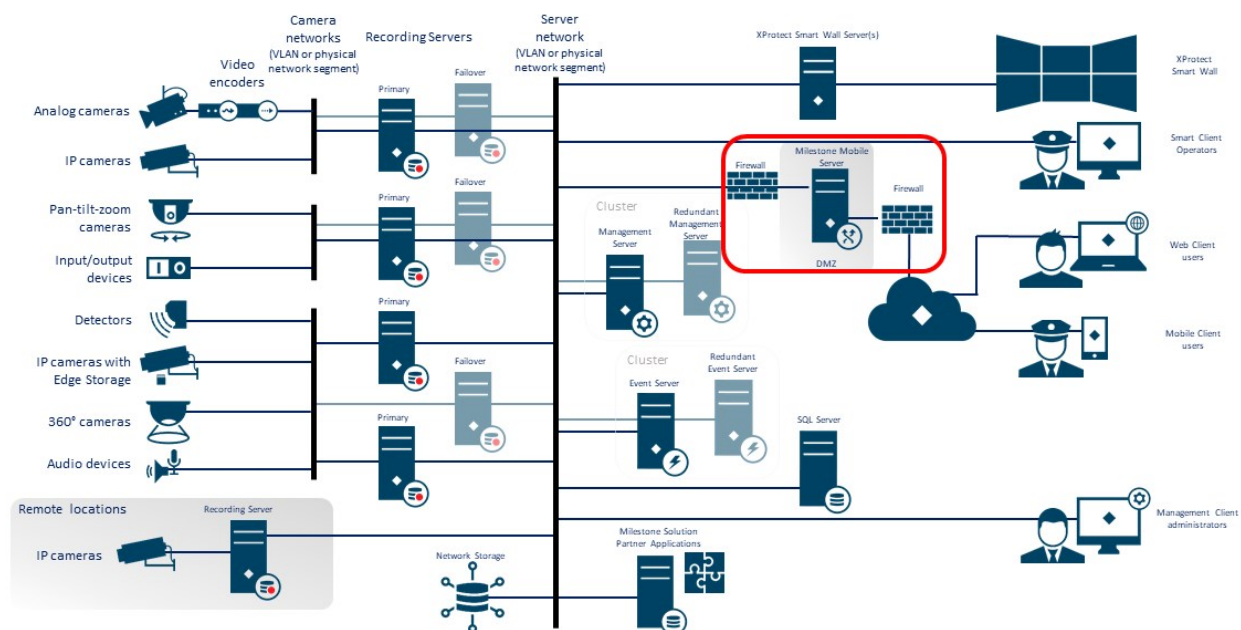 Camera
networks
(VLAN or physical
network segment)
Recording Servers
Server
network
(VLAN or physical
network segment)
Video
encoders
Analog cameras
IP cameras
Pan-tilt-zoom
cameras
Input/output
devices
Detectors
IP cameras with
Edge Storage
360° cameras
Audio devices
Primary
Failover
Primary
Failover
Primary
Failover
Primary
Remote locations
Recording Server
IP cameras
Network Storage
XProtect Smart Wall Server(s)
XProtect
Smart Wall
Smart Client
Operators
Firewall
Milestone Mobile
Server
Firewall
DMZ
Cluster
Management
Server
Redundant
Management
Server
Web Client
users
Mobile Client
users
Cluster
Event Server
Redundant
Event Server
SQL Server
Management Client
administrators
Milestone Solution
Partner Applications